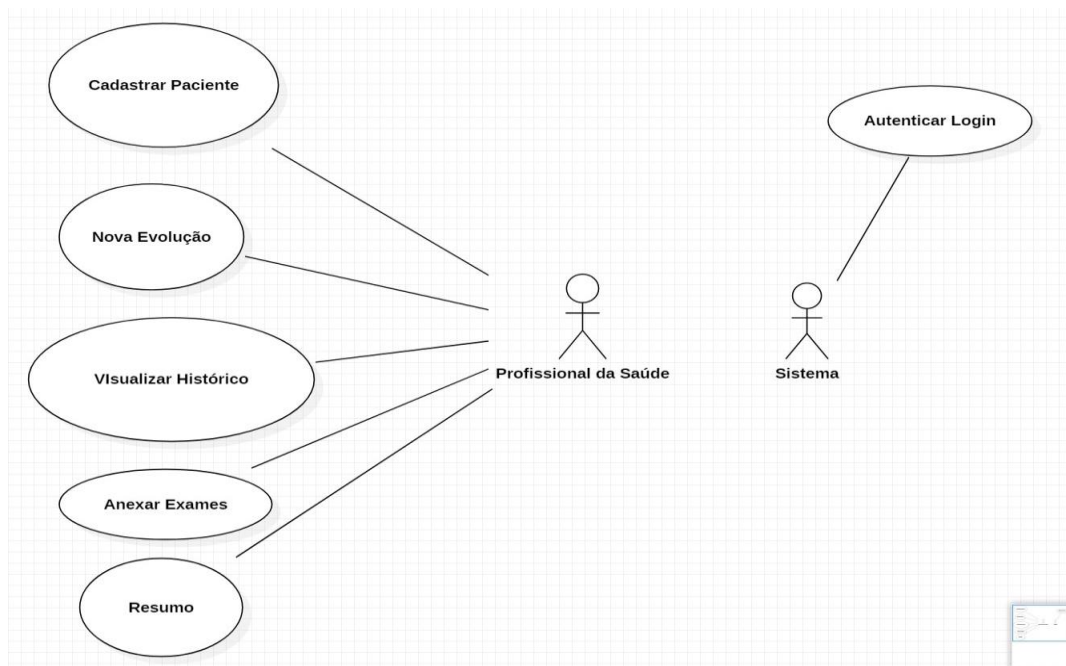 Cadastrar Paciente
Autenticar Login
Nova Evolução
VIsualizar Histórico
Profissional da Saúde
Sistema
Anexar Exames
Resumo